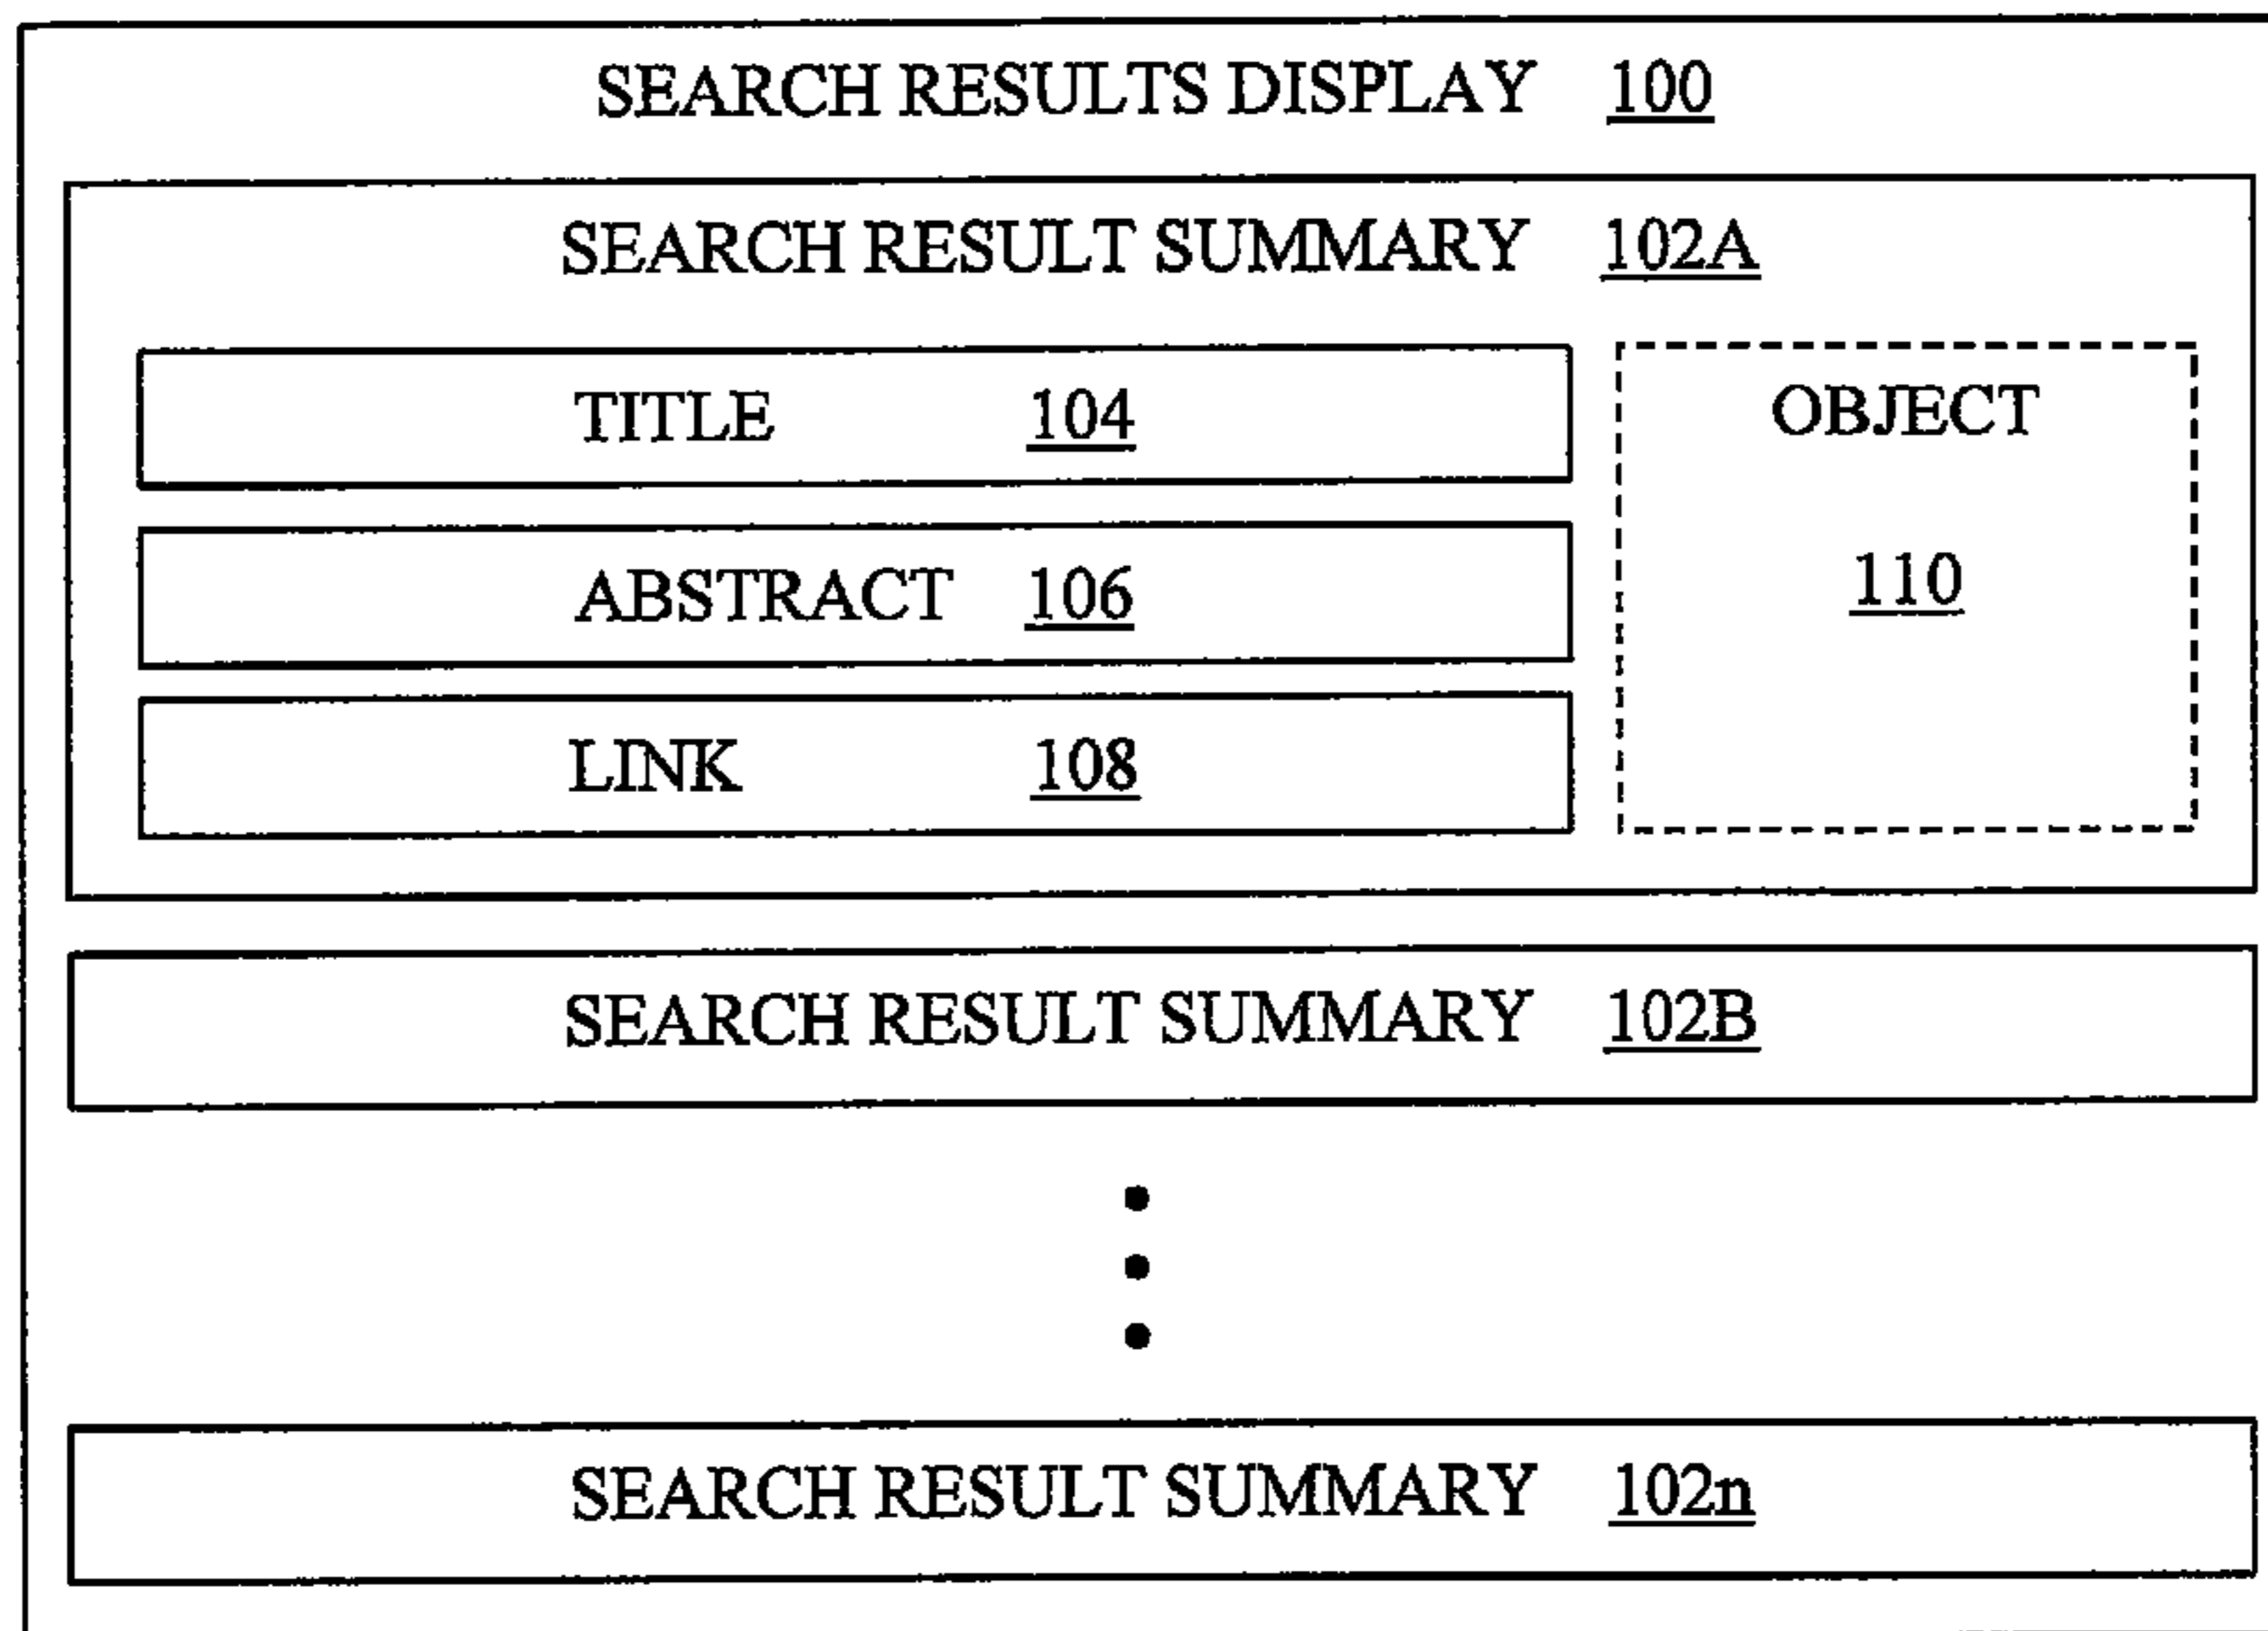 SEARCH RESULTS DISPLAY 100
SEARCH RESULT SUMMARY 102A
TITLE 104
ABSTRACT 106
LINK 108
OBJECT
110
SEARCH RESULT SUMMARY 102B
SEARCH RESULT SUMMARY 102n